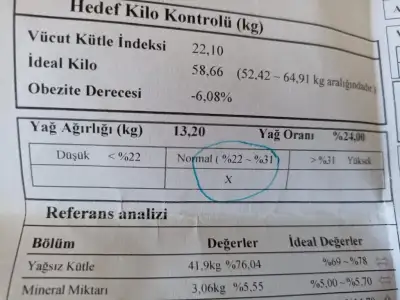 Hedef Kilo Kontrolü (kg)
Vücut Kütle İndeksi 22,10
İdeal Kilo 58,66 (52,42 ~ 64,91 kg aralığındadır.)
Obezite Derecesi -6,08%
Yağ Ağırlığı (kg) 13,20 Yağ Oranı %24,00
Düşük < %22 Normal ( %22 ~ %31) > %31 Yüksek
X
Referans analizi
Bölüm Değerler İdeal Değerler
Yağsız Kütle 41,9kg %76,04 %69 ~ %78
Mineral Miktarı 3,06kg %5,55 %5,00 ~ %5,70